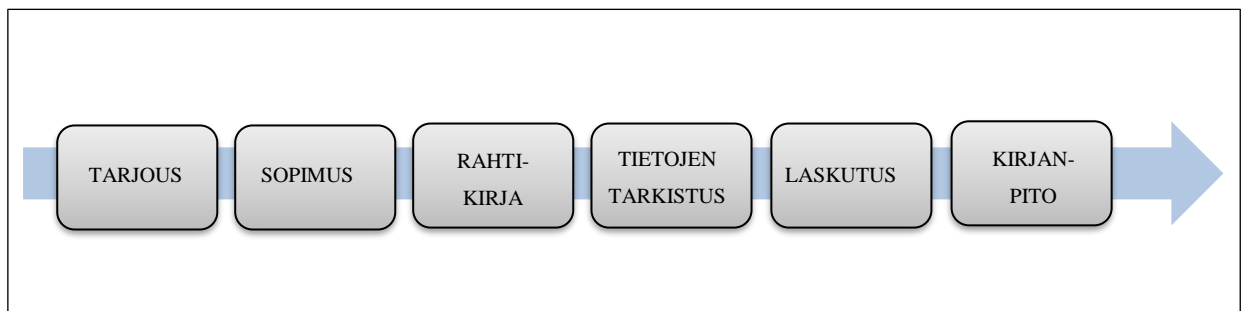 TARJOUS
SOPIMUS
RAHTI-
KIRJA
TIETOJEN
TARKISTUS
LASKUTUS
KIRJAN-
PITO